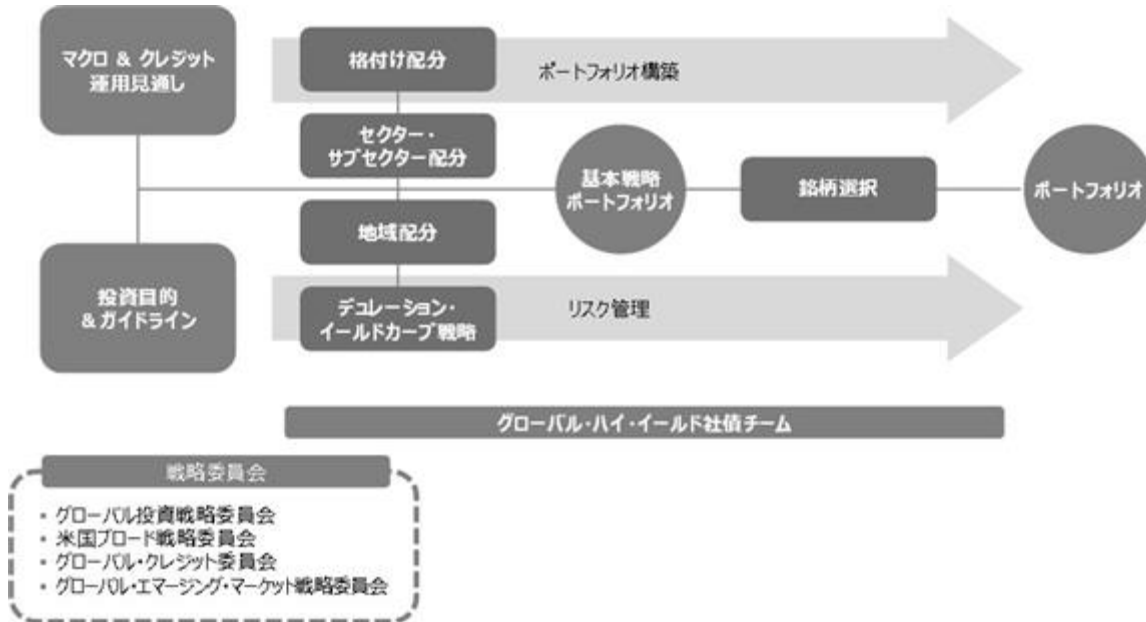 マクロ & クレジット
運用見通し
格付け配分
ポートフォリオ構築
セクター・
サブセクター配分
基本戦略
ポートフォリオ
銘柄選択
ポートフォリオ
地域配分
投資目的
&ガイドライン
デュレーション・
イールドカーブ戦略
リスク管理
グローバル・ハイ・イールド社債チーム
戦略委員会
▪ グローバル投資戦略委員会
▪ 米国ブロード戦略委員会
▪ グローバル・クレジット委員会
▪ グローバル・エマージング・マーケット戦略委員会